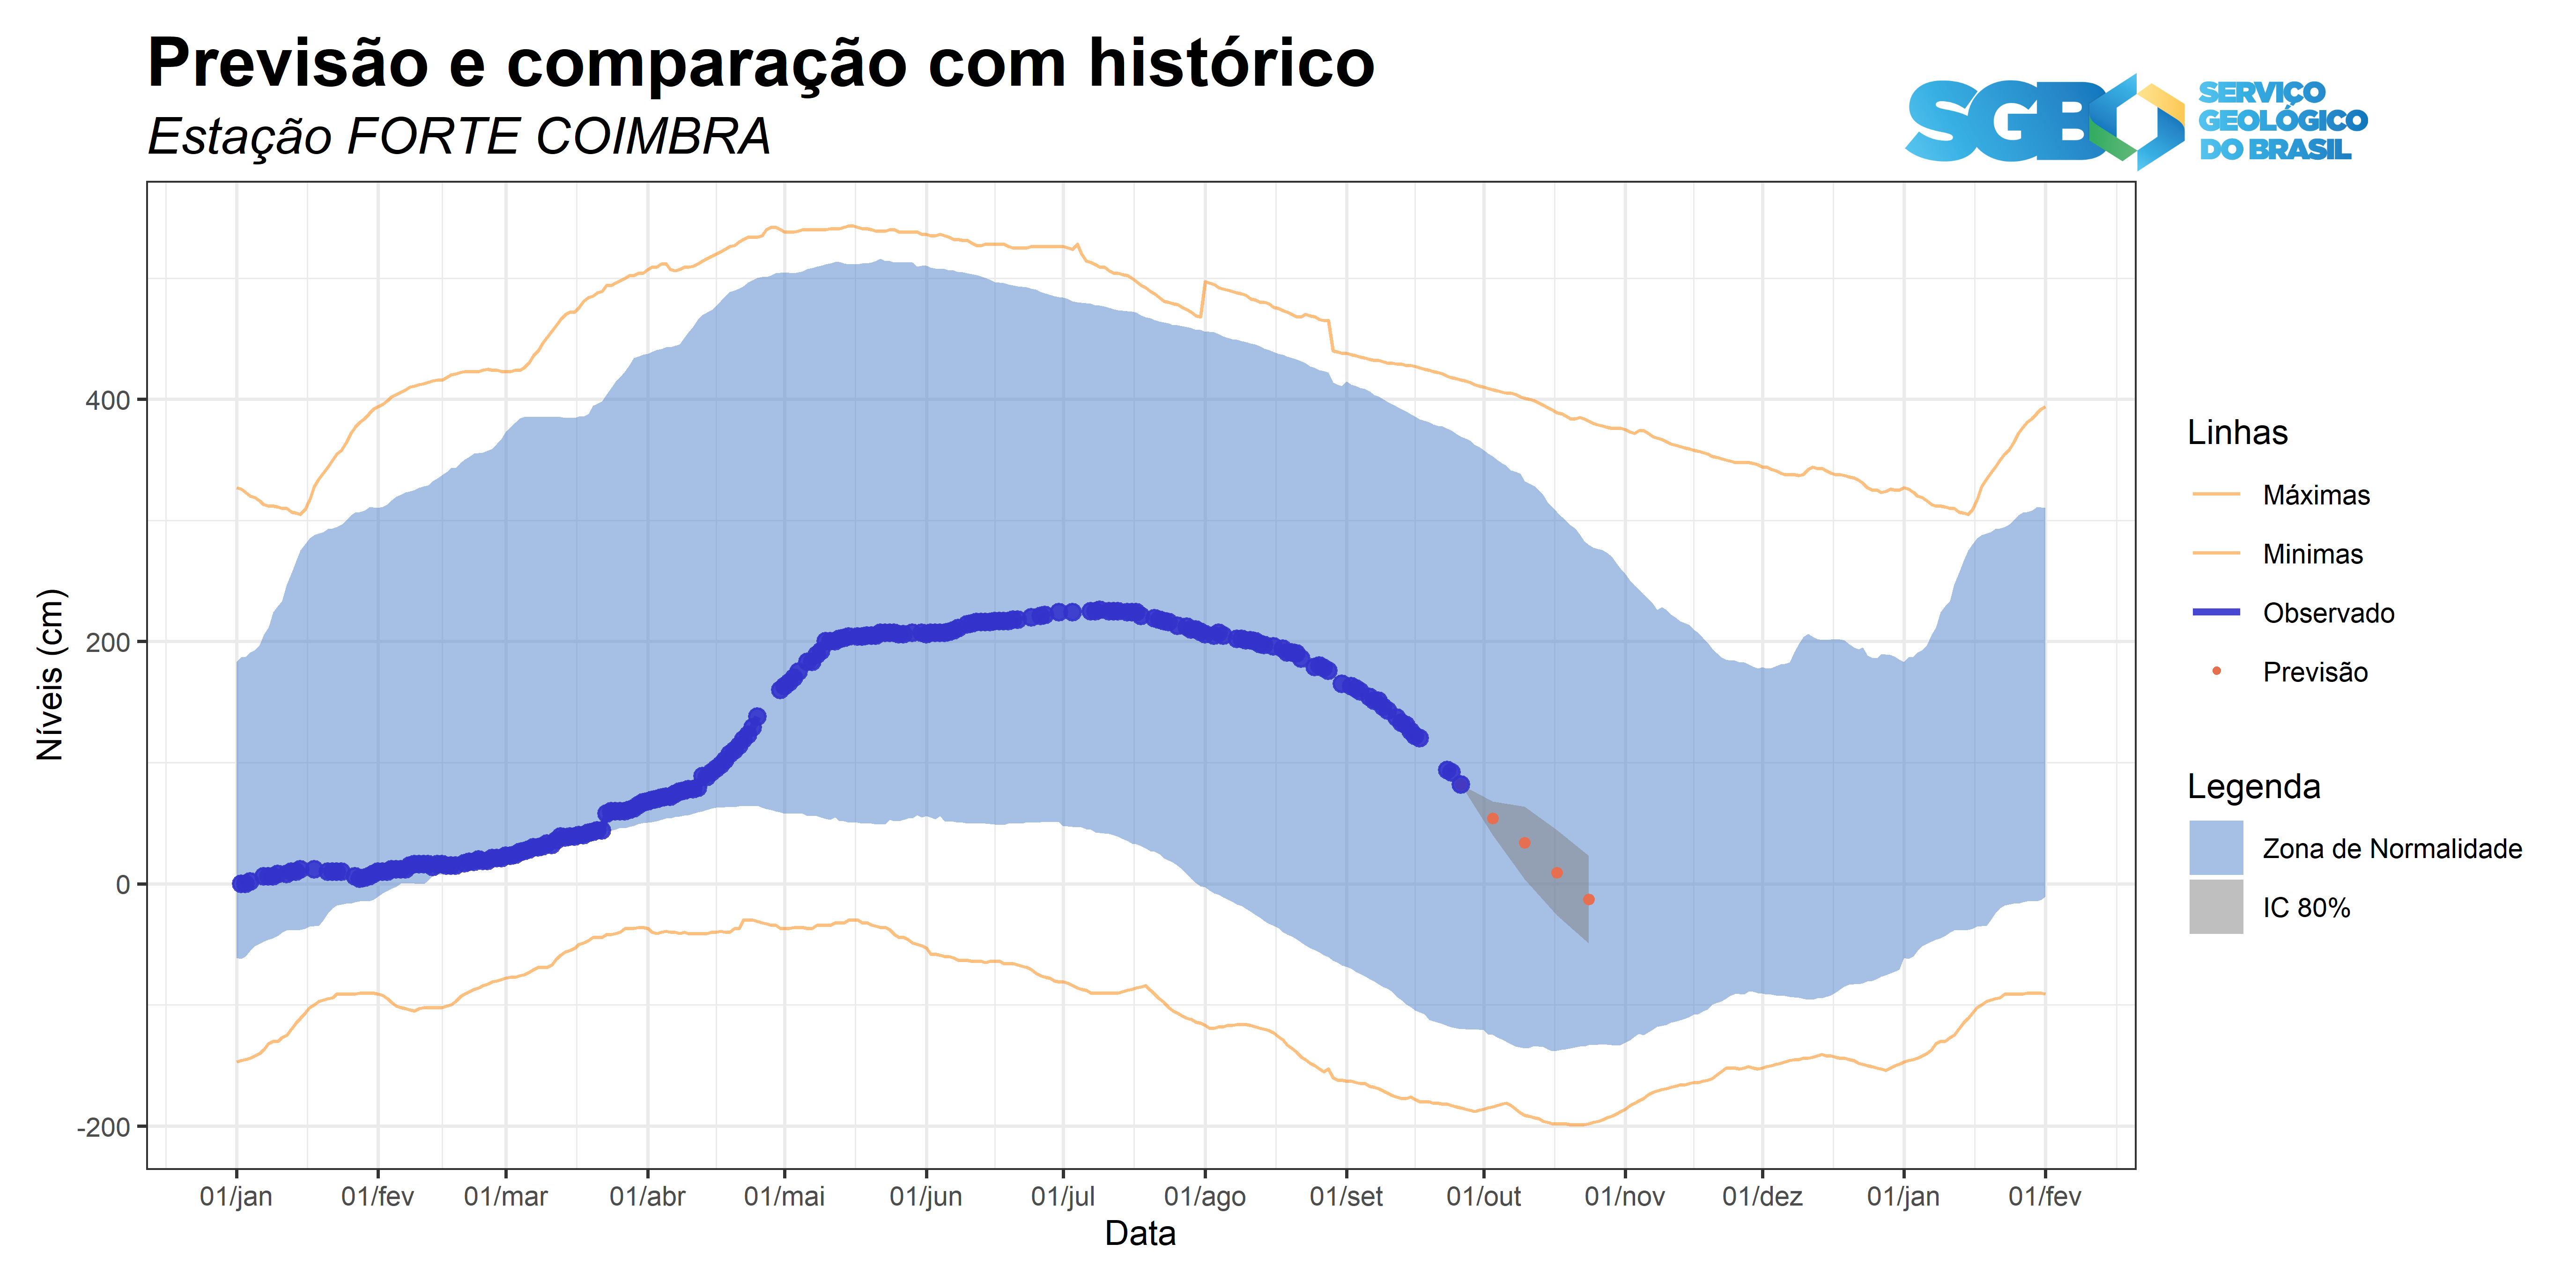 Previsão e comparação com histórico
Estação FORTE COIMBRA
SGB
SERVIÇO
GEOLÓGICO
DO BRASIL
Níveis (cm)
400
200
0
-200
01/jan
01/fev
01/mar
01/abr
01/mai
01/jun
01/jul
01/ago
01/set
01/out
01/nov
01/dez
01/jan
01/fev
Data
Linhas
Máximas
Minimas
Observado
Previsão
Legenda
Zona de Normalidade
IC 80%